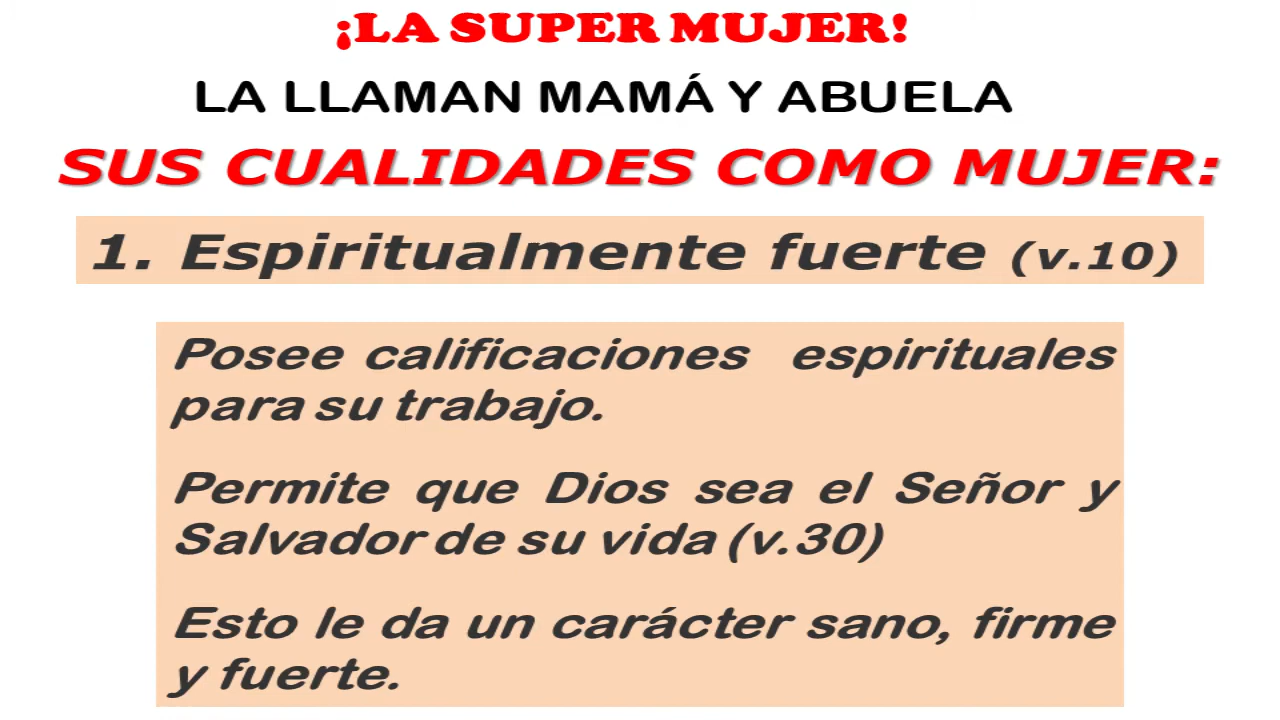 ¡LA SUPER MUJER!
LA LLAMAN MAMÁ Y ABUELA
SUS CUALIDADES COMO MUJER:
1. Espiritualmente fuerte (v.10)
Posee calificaciones espirituales
para su trabajo.
Permite que Dios sea el Señor y
Salvador de su vida (v.30)
Esto le da un carácter sano, firme
y fuerte.